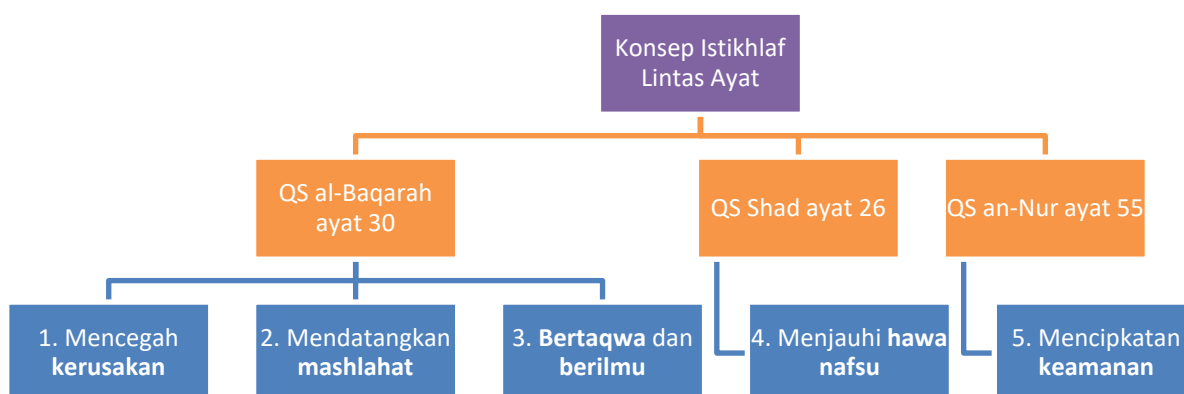 Konsep Istikhlaf
Lintas Ayat
QS al-Baqarah
ayat 30
QS Shad ayat 26
QS an-Nur ayat 55
1. Mencegah
kerusakan
2. Mendatangkan
mashlahat
3. Bertaqwa dan
berilmu
4. Menjauhi hawa
nafsu
5. Mencipkatan
keamanan